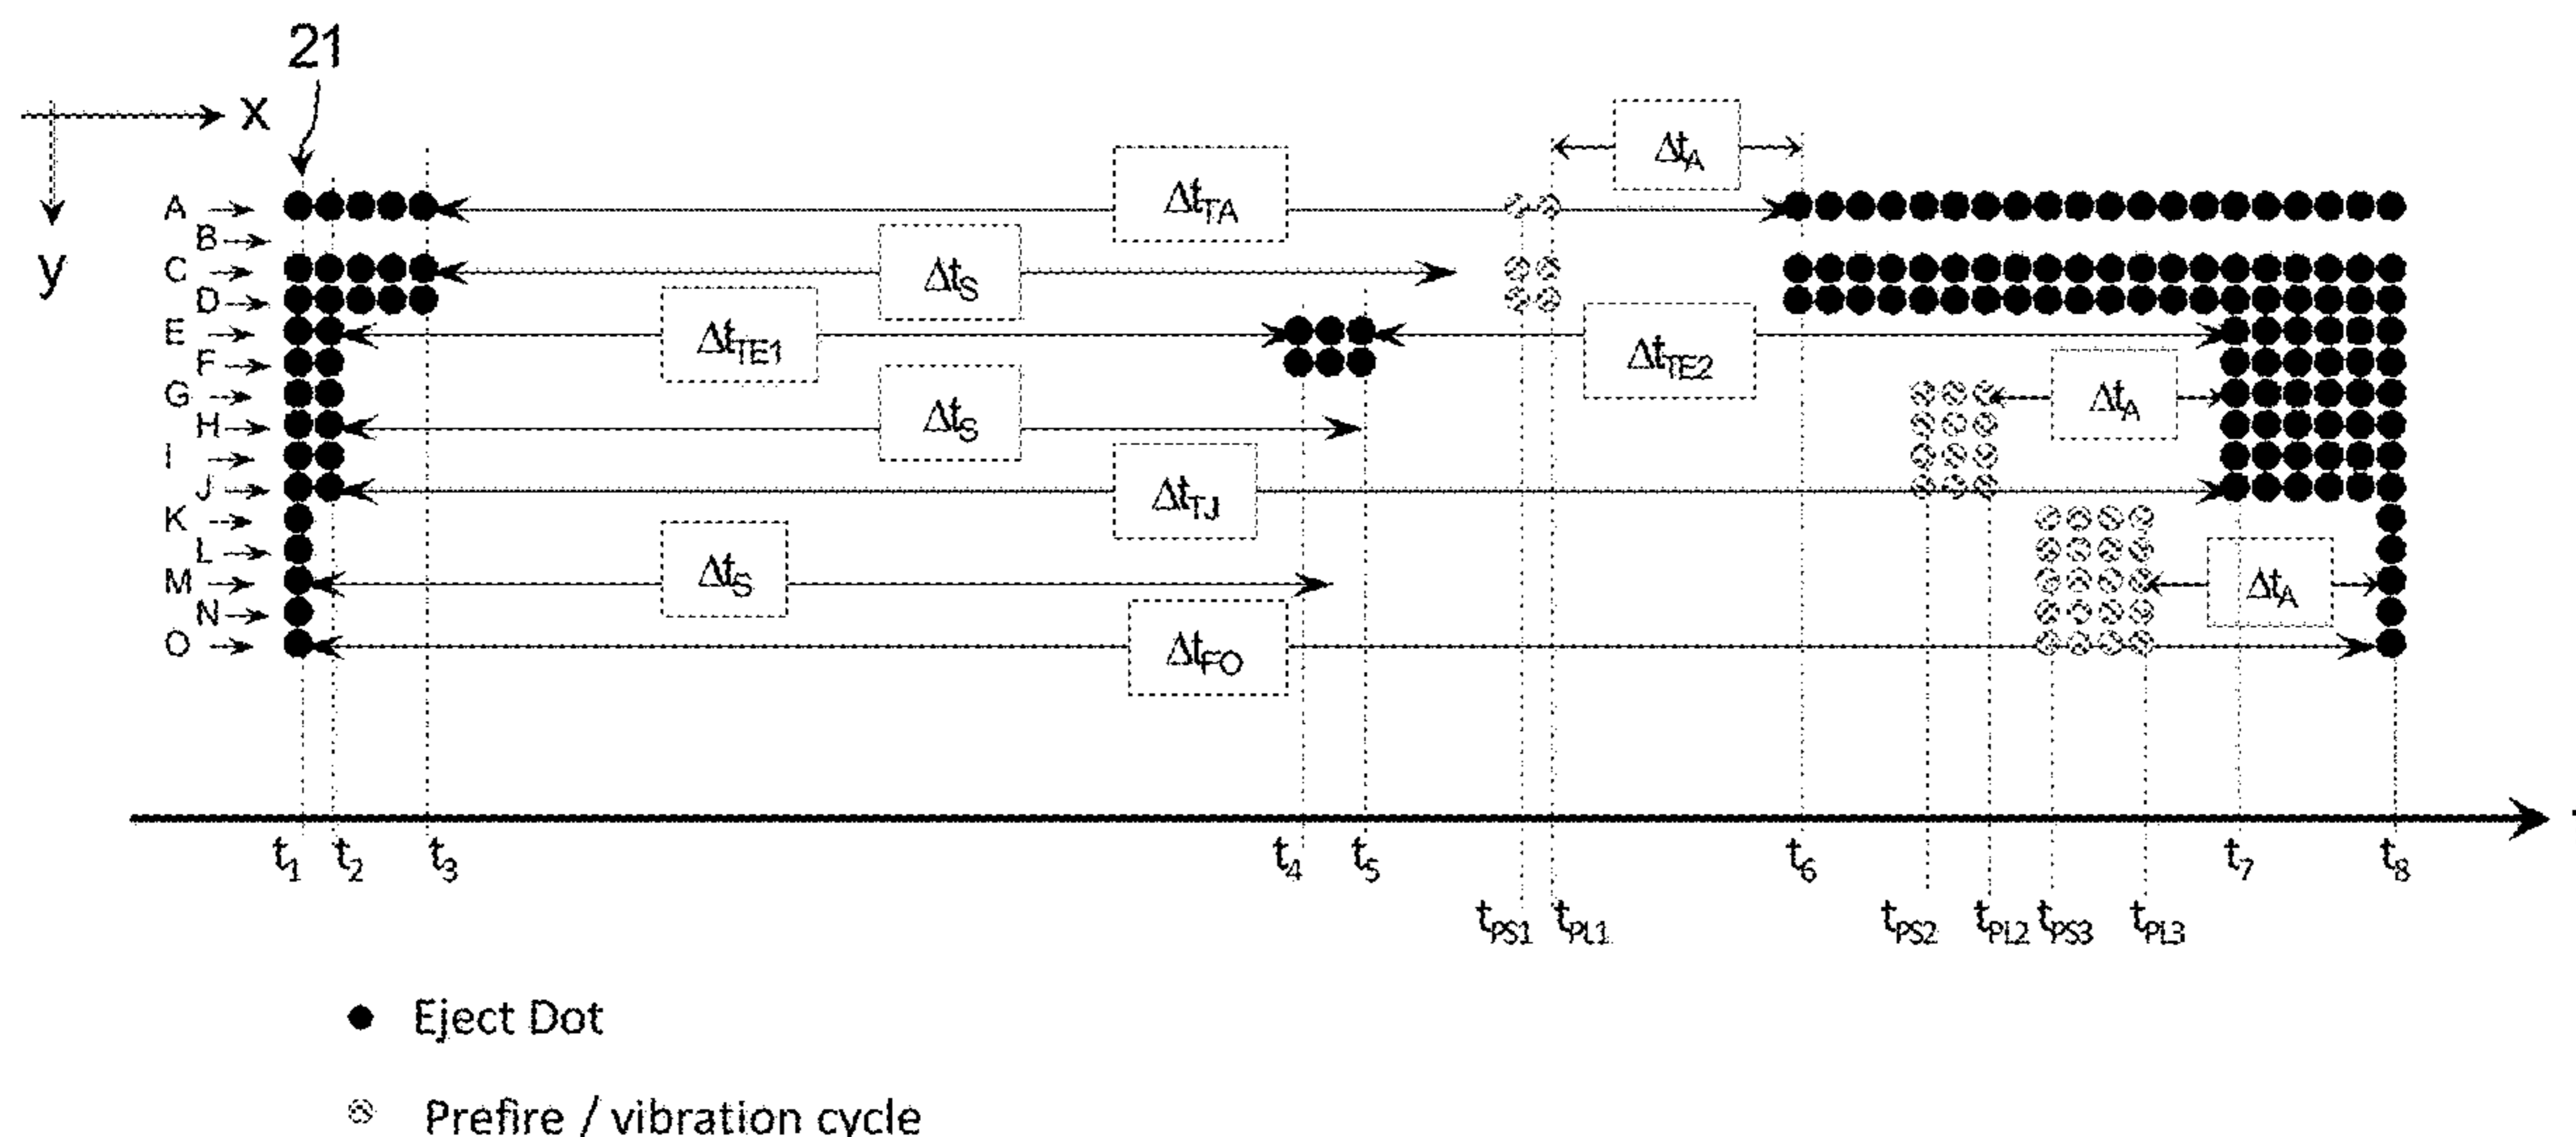 21
X
Δt_A
A Δt_TA
B
y C Δt_S
D
E Δt_TE1 Δt_TE2
F
G Δt_A
H Δt_S
I
J Δt_TJ
K
L
M Δt_S Δt_A
N
O Δt_FO
t_1 t_2 t_3 t_4 t_5 t_6 t_7 t_8
t_PS1 t_PL1 t_PS2 t_PL2 t_PS3 t_PL3
Eject Dot
Prefire / vibration cycle